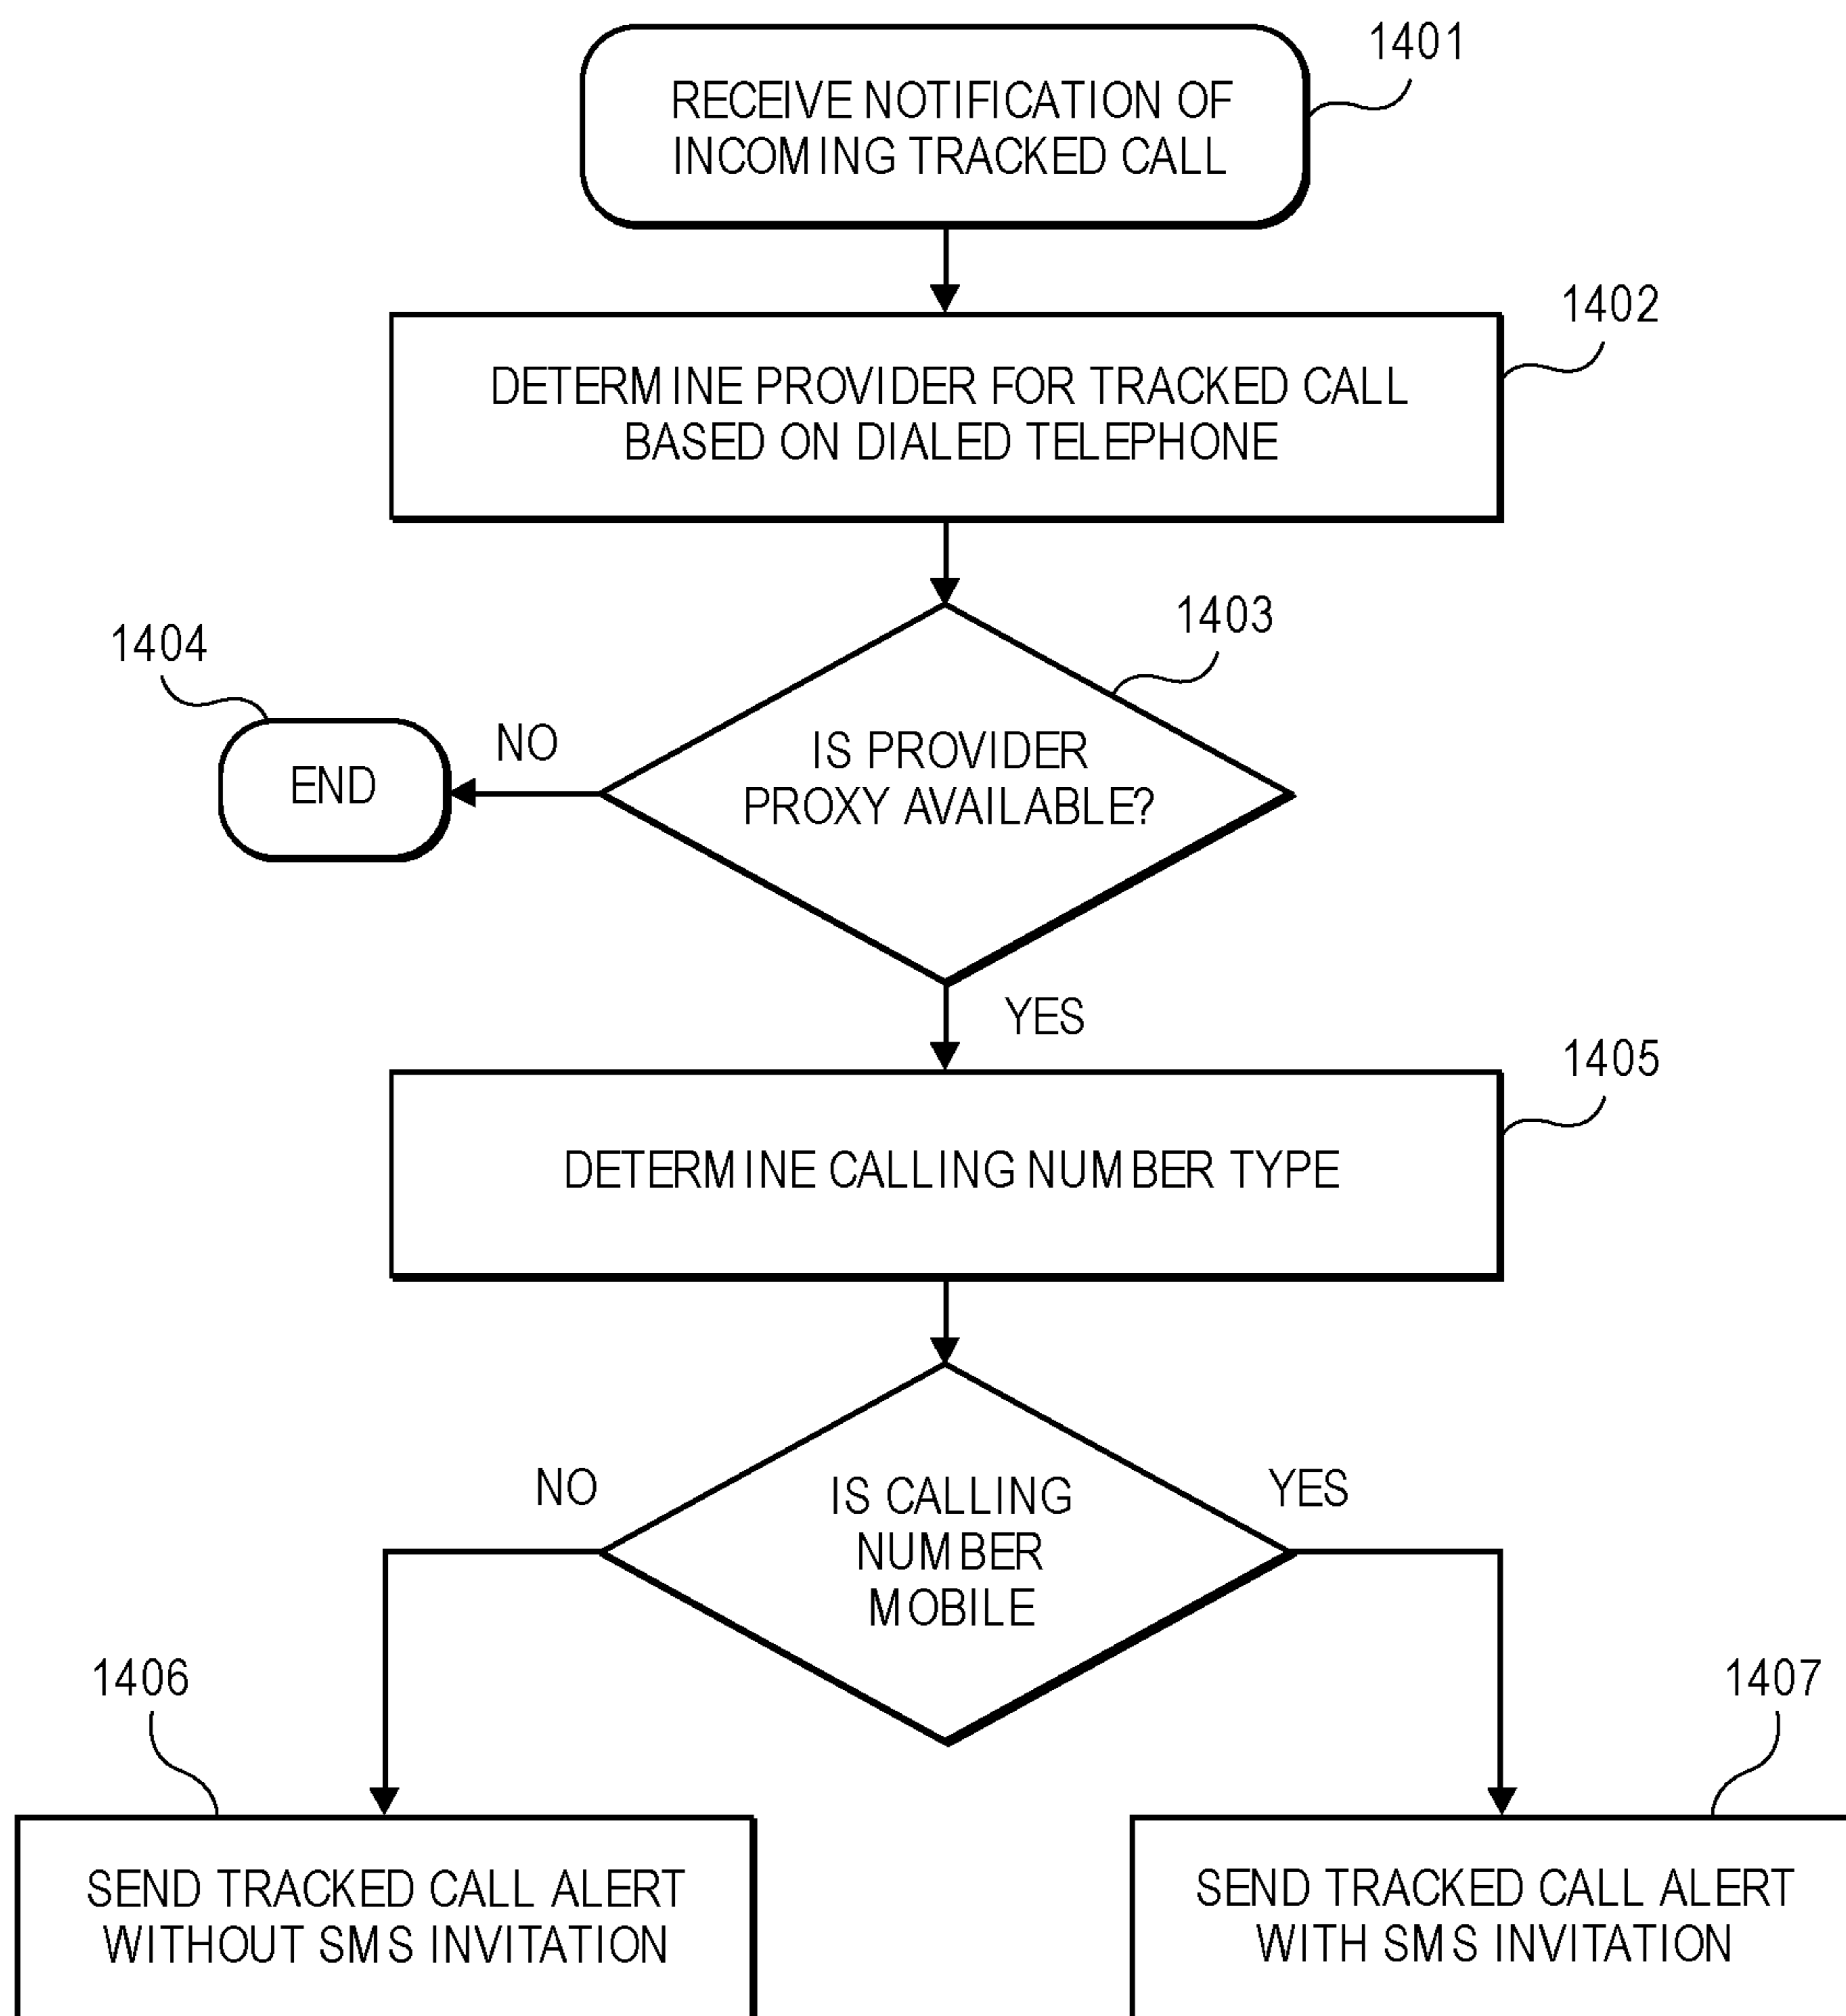 1401
RECEIVE NOTIFICATION OF
INCOMING TRACKED CALL
1402
DETERMINE PROVIDER FOR TRACKED CALL
BASED ON DIALED TELEPHONE
1403
1404
NO
END
IS PROVIDER
PROXY AVAILABLE?
YES
1405
DETERMINE CALLING NUMBER TYPE
NO
YES
IS CALLING
NUMBER
MOBILE
1406
1407
SEND TRACKED CALL ALERT
WITHOUT SMS INVITATION
SEND TRACKED CALL ALERT
WITH SMS INVITATION